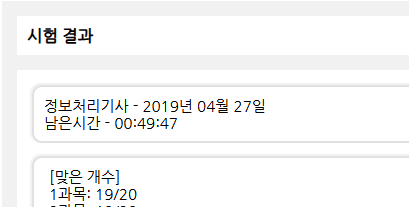 시험 결과
정보처리기사 - 2019년 04월 27일
남은시간 - 00:49:47
[맞은 개수]
1과목: 19/20